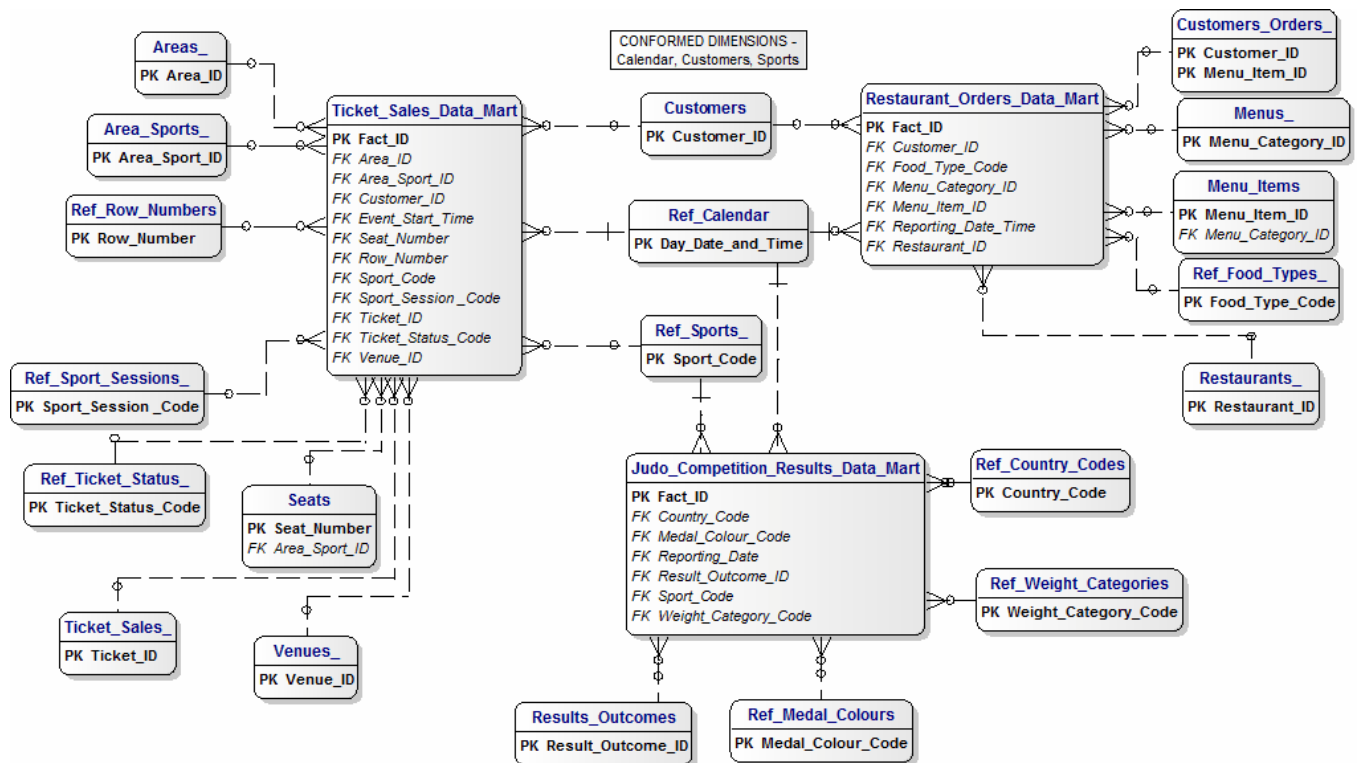 CONFORMED DIMENSIONS -
Calendar, Customers, Sports
Areas_
PK Area_ID
Area_Sports_
PK Area_Sport_ID
Ref_Row_Numbers
PK Row_Number
Ref_Sport_Sessions_
PK Sport_Session _Code
Ref_Ticket_Status_
PK Ticket_Status_Code
Seats
PK Seat_Number
FK Area_Sport_ID
Ticket_Sales_
PK Ticket_ID
Venues_
PK Venue_ID
Ticket_Sales_Data_Mart
PK Fact_ID
FK Area_ID
FK Area_Sport_ID
FK Customer_ID
FK Event_Start_Time
FK Seat_Number
FK Row_Number
FK Sport_Code
FK Sport_Session _Code
FK Ticket_ID
FK Ticket_Status_Code
FK Venue_ID
Customers
PK Customer_ID
Ref_Calendar
PK Day_Date_and_Time
Ref_Sports_
PK Sport_Code
Restaurant_Orders_Data_Mart
PK Fact_ID
FK Customer_ID
FK Food_Type_Code
FK Menu_Category_ID
FK Menu_Item_ID
FK Reporting_Date_Time
FK Restaurant_ID
Customers_Orders_
PK Customer_ID
PK Menu_Item_ID
Menus_
PK Menu_Category_ID
Menu_Items
PK Menu_Item_ID
FK Menu_Category_ID
Ref_Food_Types_
PK Food_Type_Code
Restaurants_
PK Restaurant_ID
Judo_Competition_Results_Data_Mart
PK Fact_ID
FK Country_Code
FK Medal_Colour_Code
FK Reporting_Date
FK Result_Outcome_ID
FK Sport_Code
FK Weight_Category_Code
Ref_Country_Codes
PK Country_Code
Ref_Weight_Categories
PK Weight_Category_Code
Results_Outcomes
PK Result_Outcome_ID
Ref_Medal_Colours
PK Medal_Colour_Code